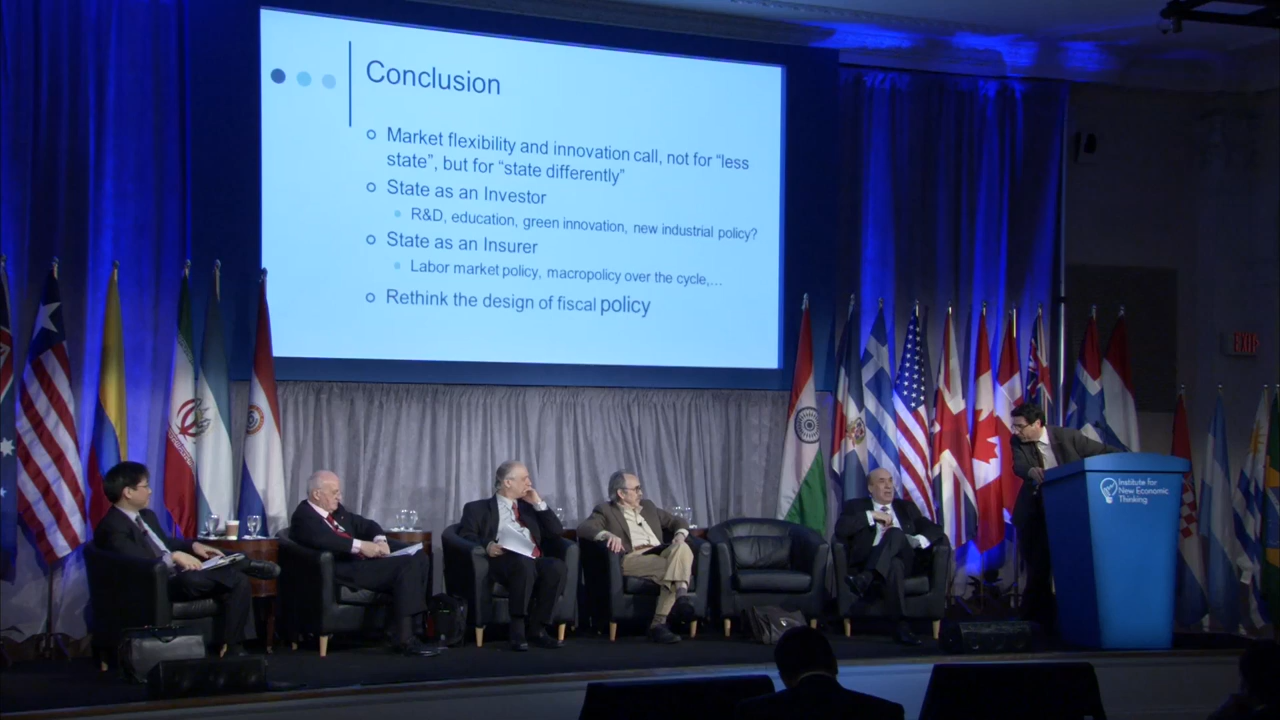 Conclusion
Market flexibility and innovation call, not for “less
state”, but for “state differently”
State as an Investor
R&D, education, green innovation, new industrial policy?
State as an Insurer
Labor market policy, macropolicy over the cycle,...
Rethink the design of fiscal policy
EXIT
Institute for
New Economic
Thinking